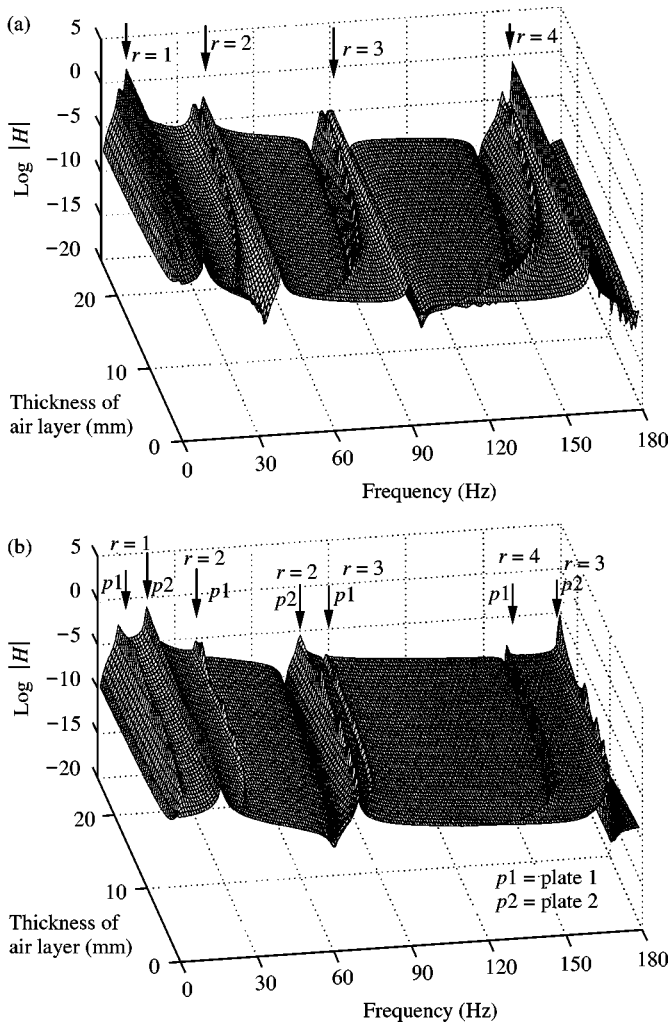 (a)
5
0
−5
−10
−15
−20
Log |H|
r = 1
r = 2
r = 3
r = 4
20
10
0
Thickness of
air layer (mm)
0
30
60
90
120
150
180
Frequency (Hz)
(b)
5
0
−5
−10
−15
−20
Log |H|
r = 1
p1
p2
r = 2
p1
r = 2
p2
r = 3
p1
r = 4
p1
r = 3
p2
p1 = plate 1
p2 = plate 2
20
10
0
Thickness of
air layer (mm)
0
30
60
90
120
150
180
Frequency (Hz)